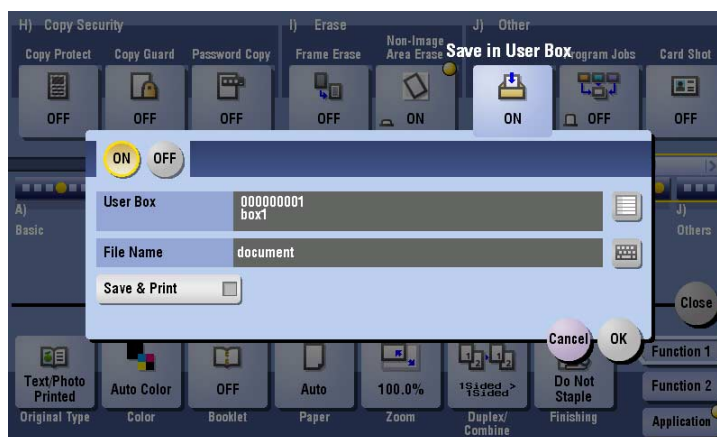 H) Copy Security
I) Erase
J) Other
Copy Protect
Copy Guard
Password Copy
Frame Erase
Non-Image
Area Erase
Save in User Box
rogram Jobs
Card Shot
OFF
OFF
OFF
OFF
ON
ON
OFF
OFF
ON
OFF
User Box
000000001
box1
File Name
document
Save & Print
A)
Basic
J)
Others
Close
Cancel
OK
Text/Photo
Printed
Auto Color
OFF
Auto
100.0%
1Sided >
1Sided
Do Not
Staple
Function 1
Function 2
Original Type
Color
Booklet
Paper
Zoom
Duplex/
Combine
Finishing
Application